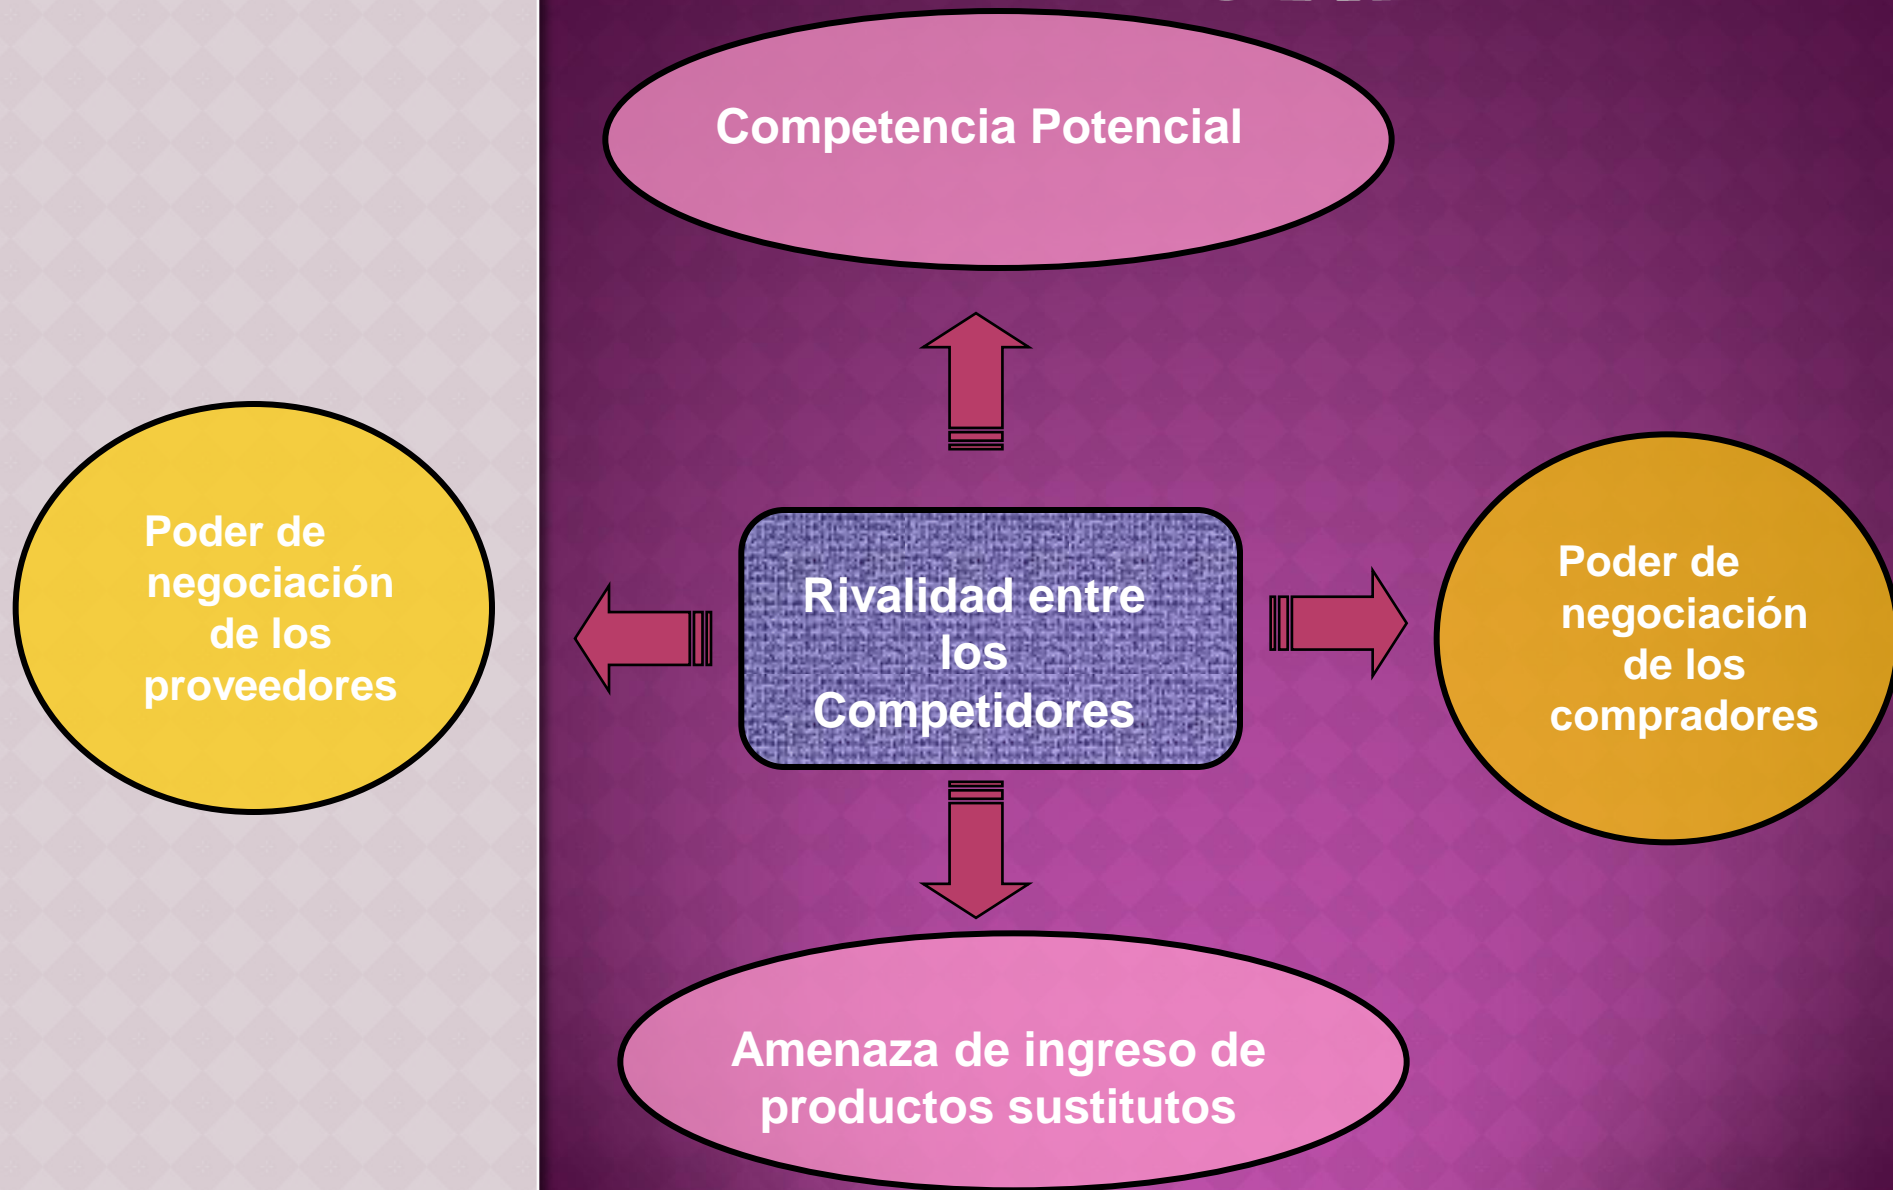 Competencia Potencial
Poder de
negociación
de los
proveedores
Rivalidad entre
los
Competidores
Poder de
negociación
de los
compradores
Amenaza de ingreso de
productos sustitutos